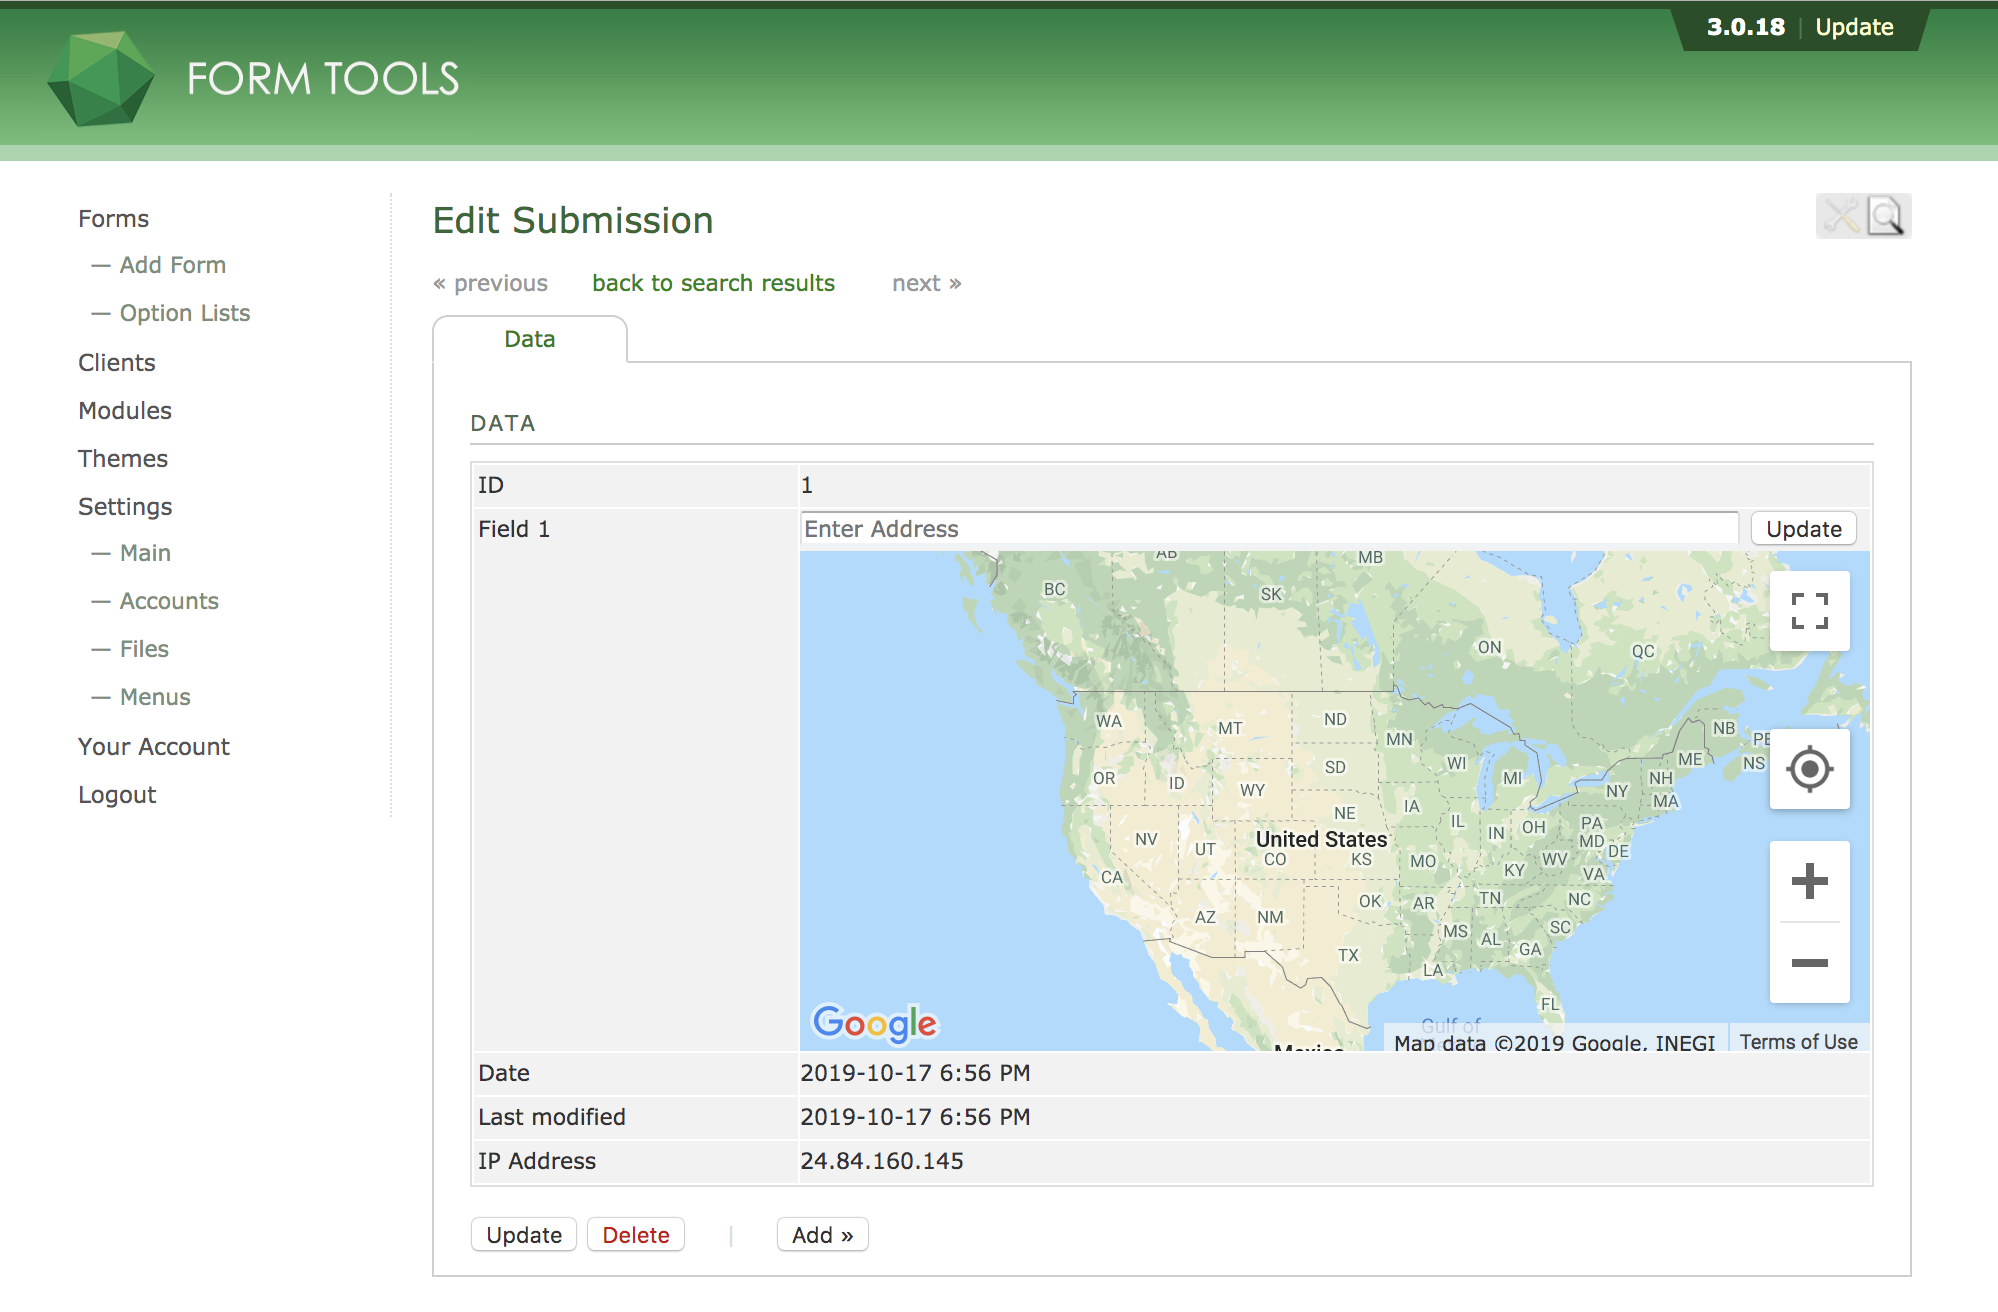 3.0.18 | Update
FORM TOOLS
Forms
— Add Form
— Option Lists
Clients
Modules
Themes
Settings
— Main
— Accounts
— Files
— Menus
Your Account
Logout
Edit Submission
« previous back to search results next »
Data
DATA
ID 1
Field 1 Enter Address Update
AB MB
BC SK
ON QC
WA MT ND MN NB PE
OR ID WY SD WI MI ME NS
NH NY MA
NE IA
NV UT United States IL IN OH PA MD DE
CO KS MO WV
CA KY VA
AZ NM OK AR TN NC
MS AL GA SC
TX LA
FL
Google Gulf of
Mexico Map data ©2019 Google, INEGI Terms of Use
Date 2019-10-17 6:56 PM
Last modified 2019-10-17 6:56 PM
IP Address 24.84.160.145
Update Delete | Add »